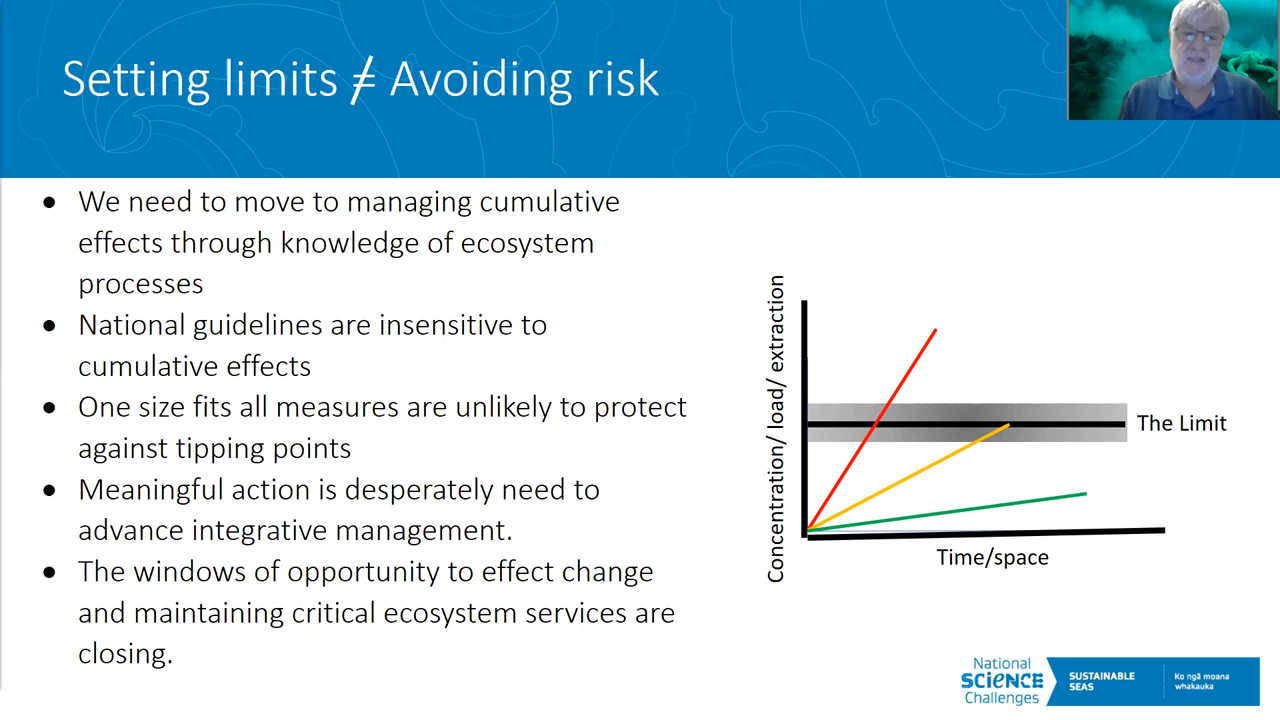 Setting limits ≠ Avoiding risk
● We need to move to managing cumulative
effects through knowledge of ecosystem
processes
● National guidelines are insensitive to
cumulative effects
● One size fits all measures are unlikely to protect
against tipping points
● Meaningful action is desperately need to
advance integrative management.
● The windows of opportunity to effect change
and maintaining critical ecosystem services are
closing.
Concentration/ load/ extraction
The Limit
Time/space
National
SCIENCE
Challenges
SUSTAINABLE
SEAS
Ko ngā moana
whakauka